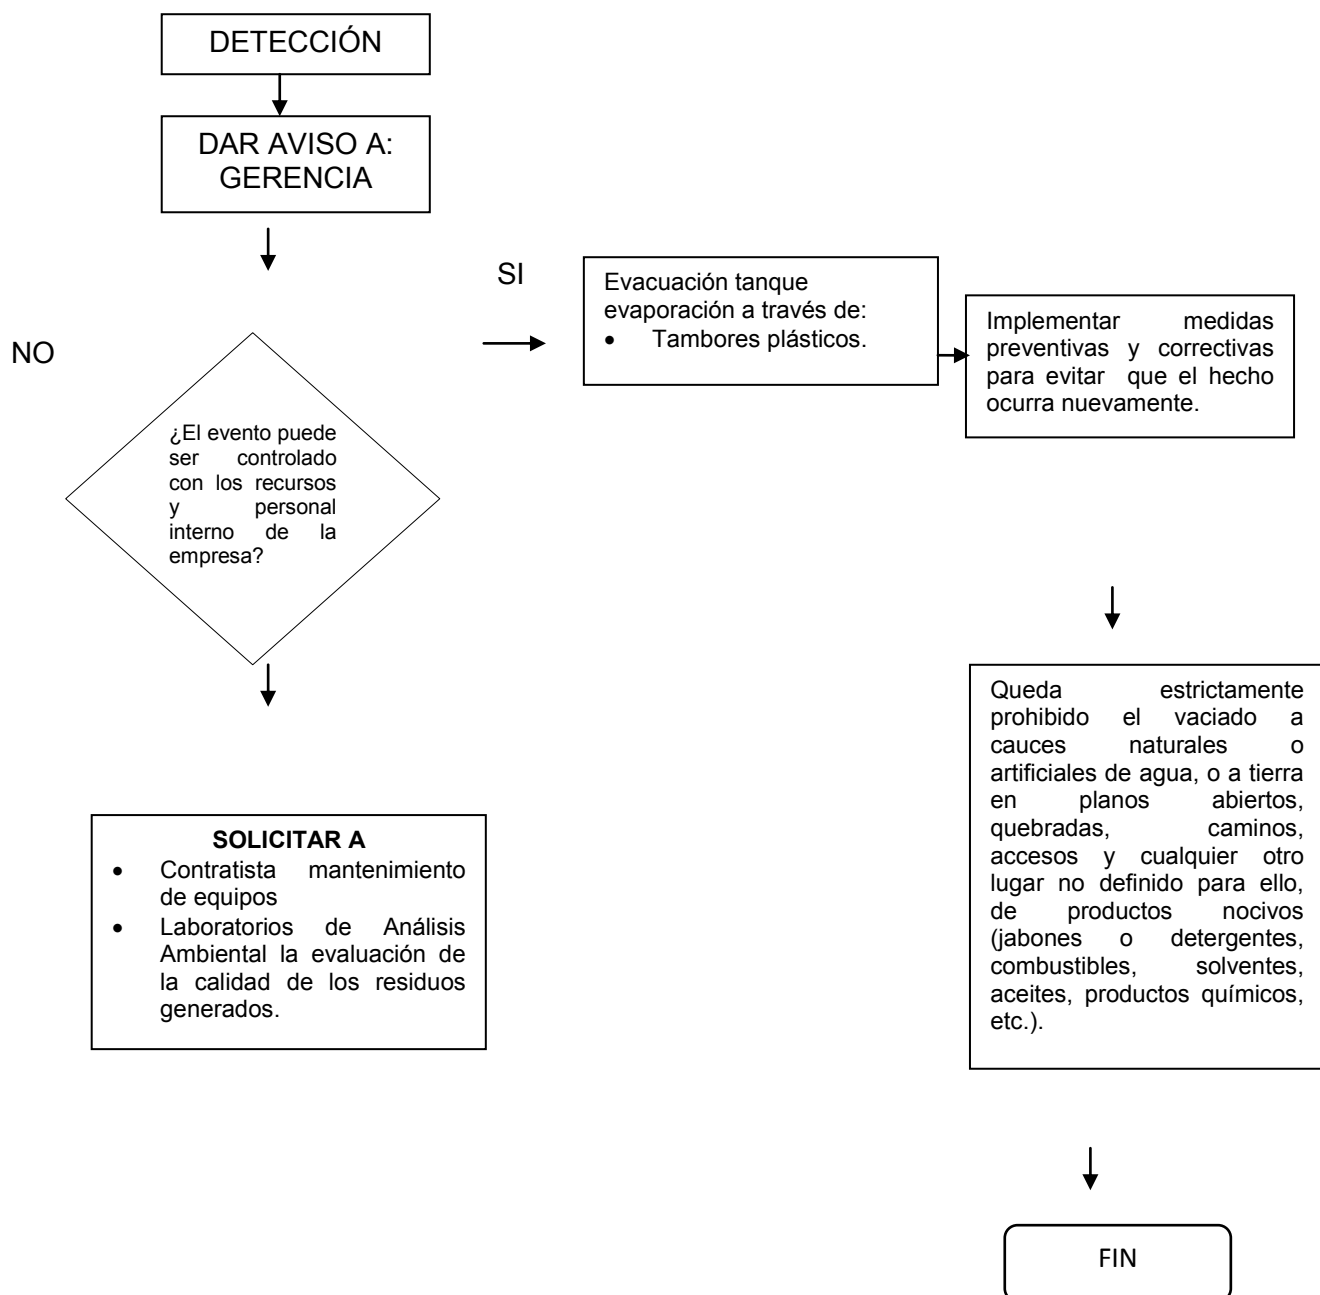 DETECCIÓN
DAR AVISO A:
GERENCIA
SI
NO
Evacuación tanque
evaporación a través de:
• Tambores plásticos.
Implementar medidas
preventivas y correctivas
para evitar que el hecho
ocurra nuevamente.
¿El evento puede
ser controlado
con los recursos
y personal
interno de la
empresa?
Queda estrictamente
prohibido el vaciado a
cauces naturales o
artificiales de agua, o a tierra
en planos abiertos,
quebradas, caminos,
accesos y cualquier otro
lugar no definido para ello,
de productos nocivos
(jabones o detergentes,
combustibles, solventes,
aceites, productos químicos,
etc.).
SOLICITAR A
• Contratista mantenimiento
de equipos
• Laboratorios de Análisis
Ambiental la evaluación de
la calidad de los residuos
generados.
FIN